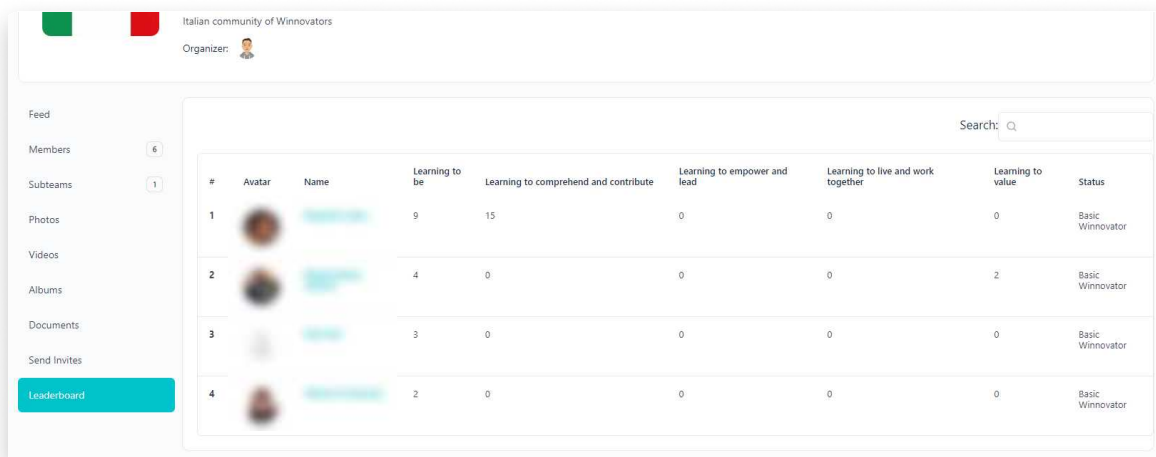 Italian community of Winnovators
Organizer:
Feed
Members 6
Subteams 1
Photos
Videos
Albums
Documents
Send Invites
Leaderboard
Search:
# Avatar Name Learning to be Learning to comprehend and contribute Learning to empower and lead Learning to live and work together Learning to value Status
1 9 15 0 0 0 Basic Winnovator
2 4 0 0 0 2 Basic Winnovator
3 3 0 0 0 0 Basic Winnovator
4 2 0 0 0 0 Basic Winnovator